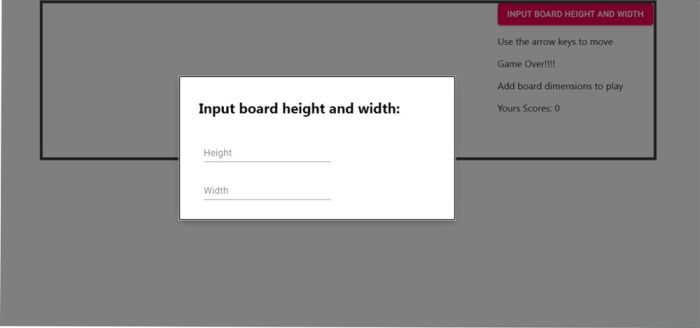 INPUT BOARD HEIGHT AND WIDTH
Use the arrow keys to move
Game Over!!!!
Add board dimensions to play
Yours Scores: 0
Input board height and width:
Height
Width